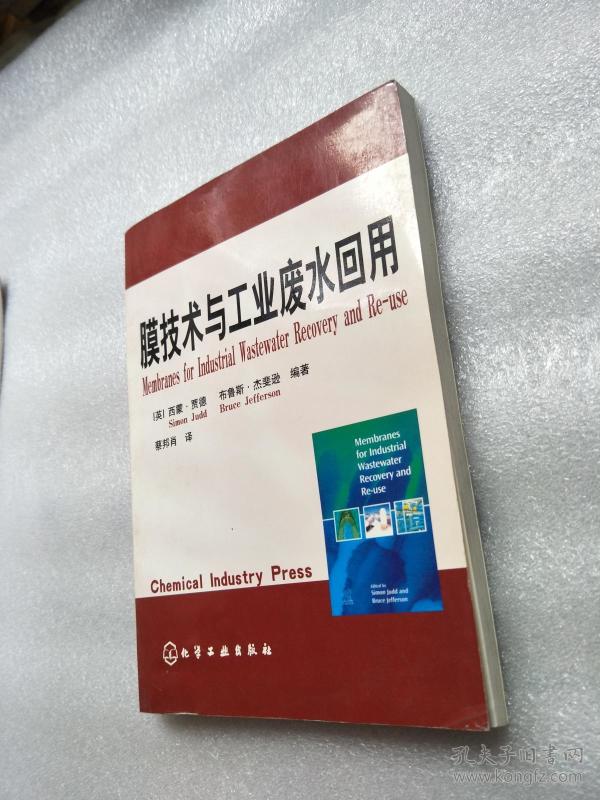 膜技术与工业废水回用
Membranes for Industrial Wastewater Recovery and Re-use
[英] 西蒙·贾德 布鲁斯·杰斐逊 编著
Simon Judd Bruce Jefferson
蔡邦肖 译
Membranes
for Industrial
Wastewater
Recovery and
Re-use
Edited by
Simon Judd and
Bruce Jefferson
Chemical Industry Press
化学工业出版社
孔夫子旧书网
www.kongfz.com